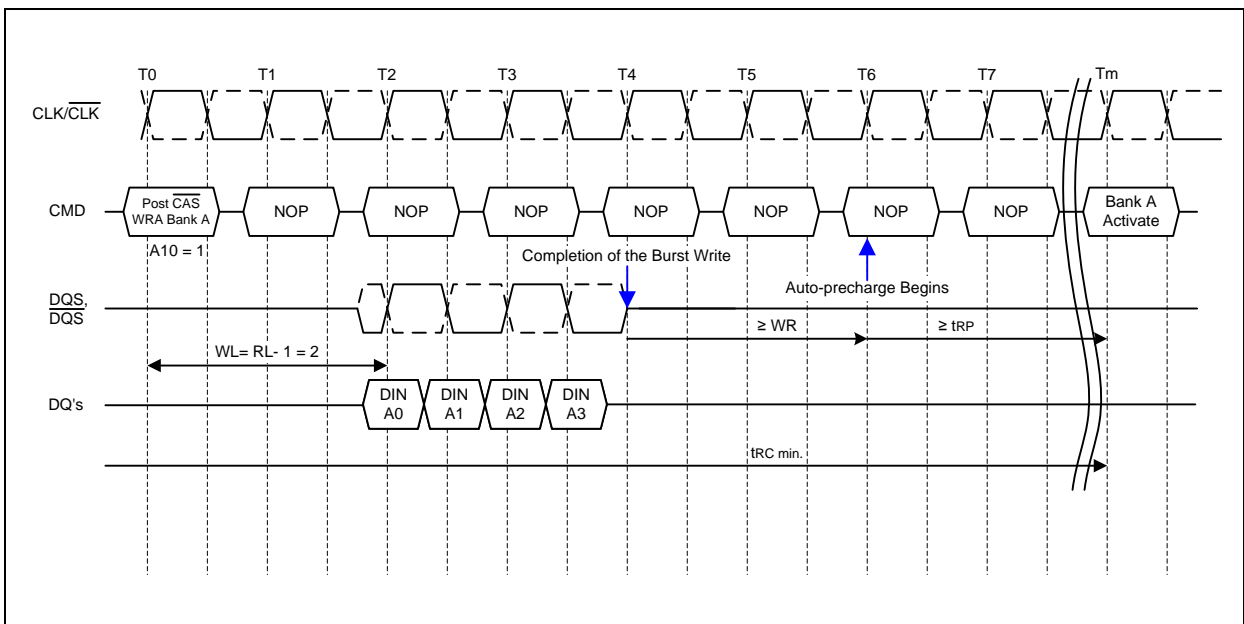 T0 T1 T2 T3 T4 T5 T6 T7 Tm
CLK/CLK
CMD
Post CAS
WRA Bank A
NOP NOP NOP NOP NOP NOP NOP
Bank A
Activate
A10 = 1
Completion of the Burst Write
Auto-precharge Begins
DQS,
DQS
≥ WR
≥ tRP
WL= RL- 1 = 2
DQ's
DIN
A0
DIN
A1
DIN
A2
DIN
A3
tRC min.